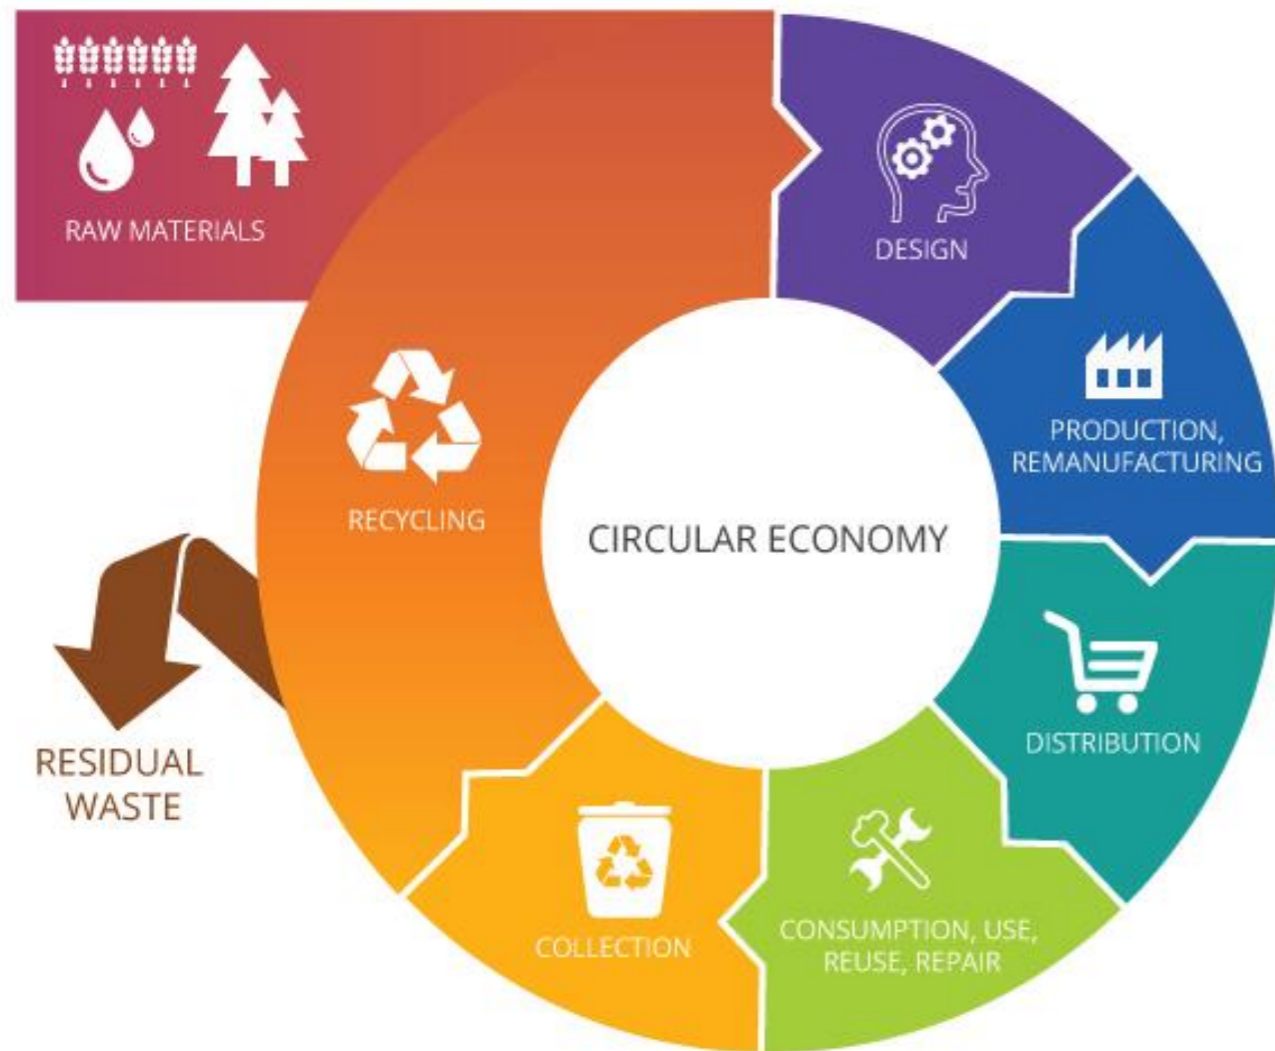 RAW MATERIALS
DESIGN
PRODUCTION,
REMANUFACTURING
RECYCLING
CIRCULAR ECONOMY
DISTRIBUTION
RESIDUAL
WASTE
CONSUMPTION, USE,
REUSE, REPAIR
COLLECTION